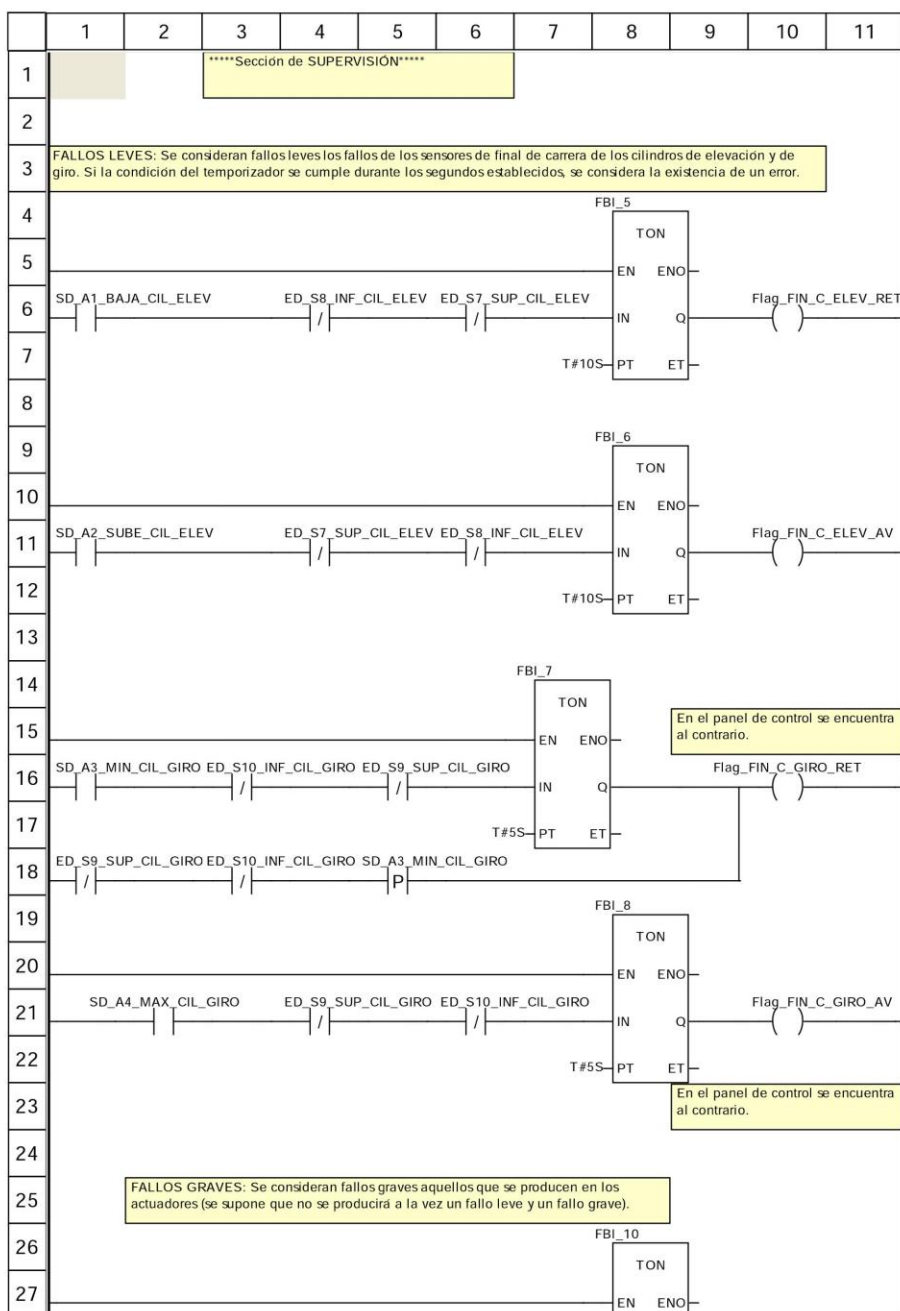 1 2 3 4 5 6 7 8 9 10 11
1
*****Sección de SUPERVISIÓN*****
2
3
FALLOS LEVES: Se consideran fallos leves los fallos de los sensores de final de carrera de los cilindros de elevación y de
giro. Si la condición del temporizador se cumple durante los segundos establecidos, se considera la existencia de un error.
4
FBI_5
TON
5
EN ENO
6
SD_A1_BAJA_CIL_ELEV ED_S8_INF_CIL_ELEV ED_S7_SUP_CIL_ELEV Flag_FIN_C_ELEV_RET
/ / IN Q
7
T#10S PT ET
8
9
FBI_6
TON
10
EN ENO
11
SD_A2_SUBE_CIL_ELEV ED_S7_SUP_CIL_ELEV ED_S8_INF_CIL_ELEV Flag_FIN_C_ELEV_AV
/ / IN Q
12
T#10S PT ET
13
14
FBI_7
TON
15
En el panel de control se encuentra
al contrario.
EN ENO
16
SD_A3_MIN_CIL_GIRO ED_S10_INF_CIL_GIRO ED_S9_SUP_CIL_GIRO Flag_FIN_C_GIRO_RET
/ / IN Q
17
T#5S PT ET
18
ED_S9_SUP_CIL_GIRO ED_S10_INF_CIL_GIRO SD_A3_MIN_CIL_GIRO
/ / P
19
FBI_8
TON
20
EN ENO
21
SD_A4_MAX_CIL_GIRO ED_S9_SUP_CIL_GIRO ED_S10_INF_CIL_GIRO Flag_FIN_C_GIRO_AV
/ / IN Q
22
T#5S PT ET
23
En el panel de control se encuentra
al contrario.
24
25
FALLOS GRAVES: Se consideran fallos graves aquellos que se producen en los
actuadores (se supone que no se producirá a la vez un fallo leve y un fallo grave).
26
FBI_10
TON
27
EN ENO